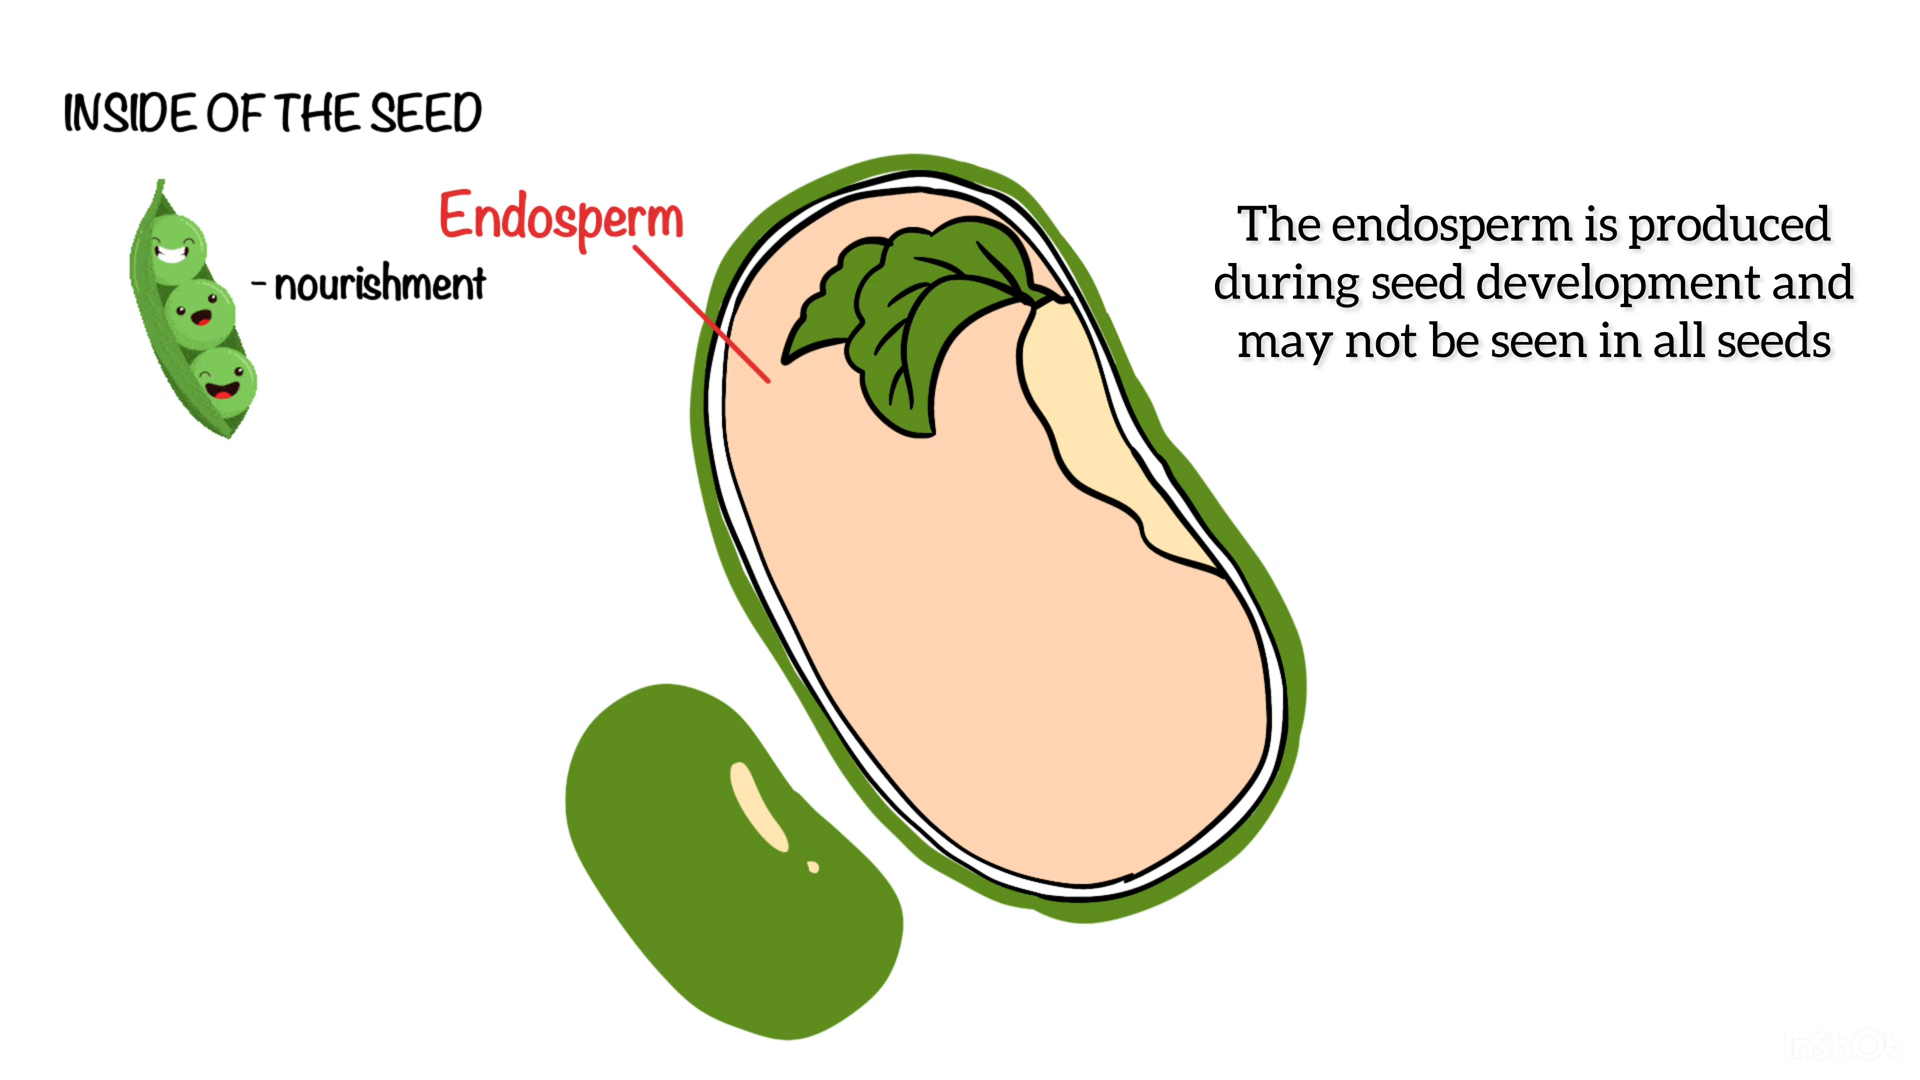 INSIDE OF THE SEED
Endosperm
- nourishment
The endosperm is produced
during seed development and
may not be seen in all seeds
InShOt